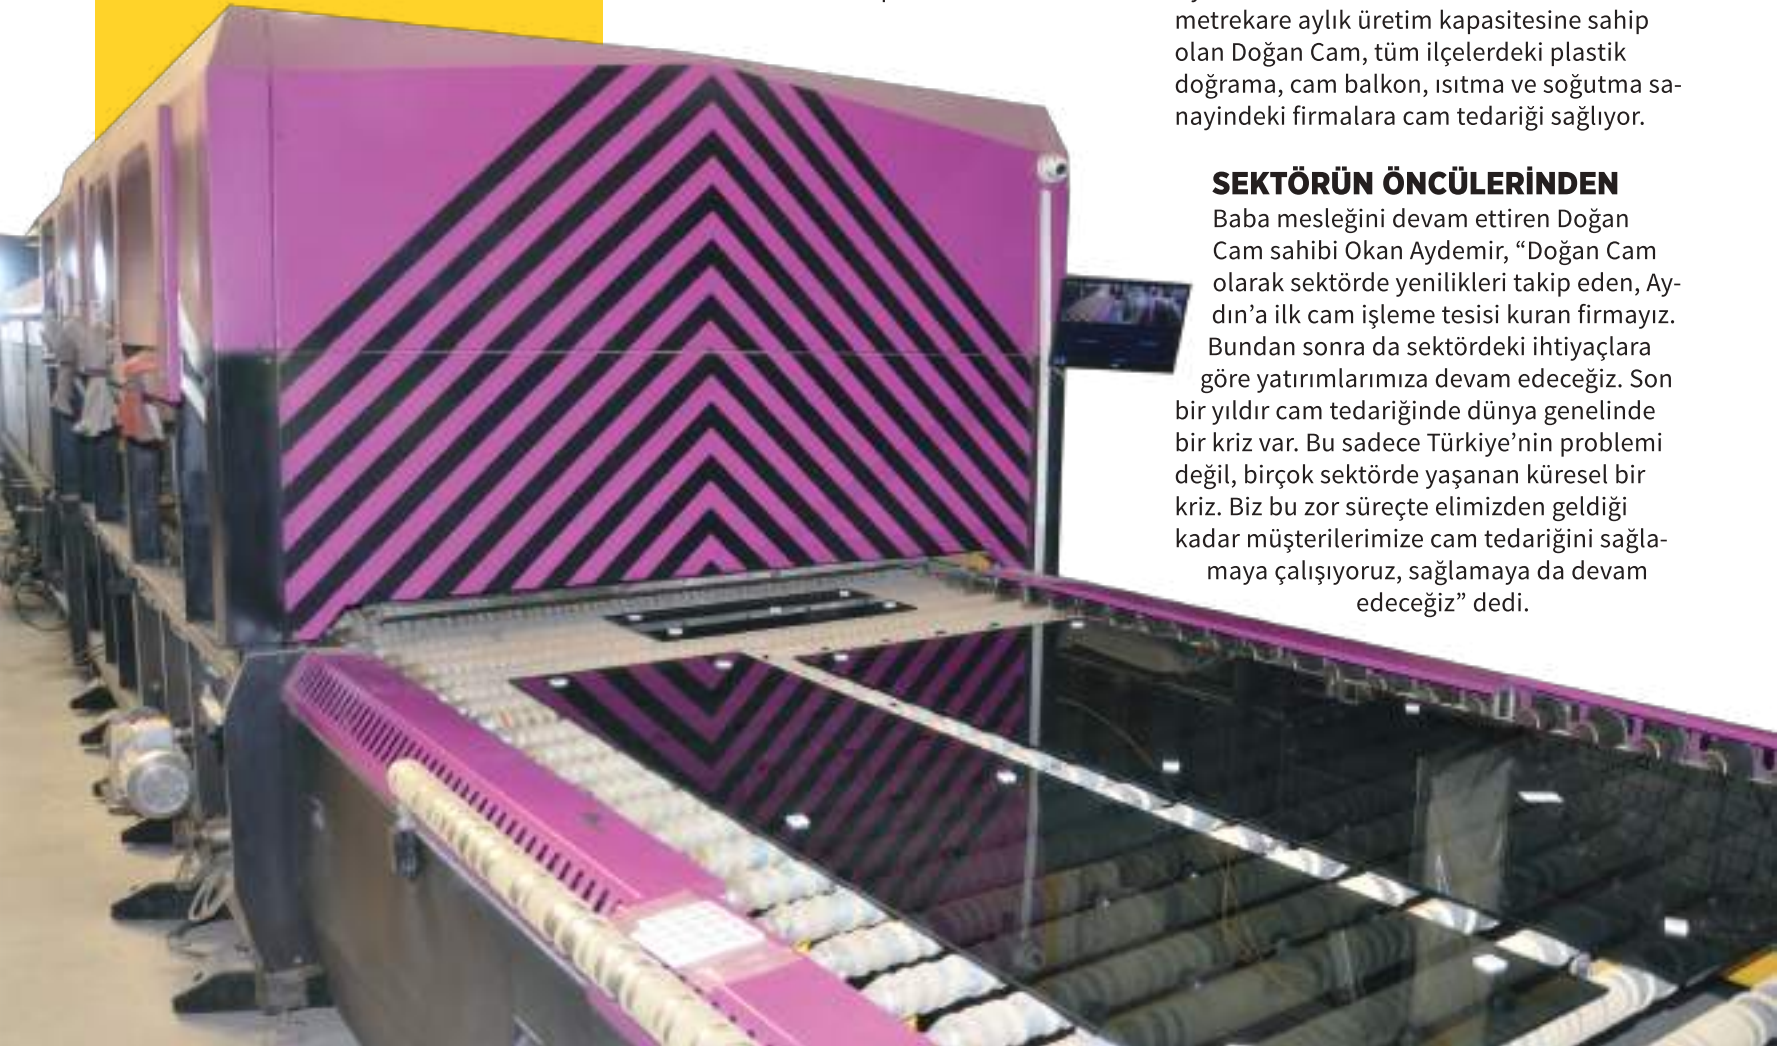 metrekare aylık üretim kapasitesine sahip
olan Doğan Cam, tüm ilçelerdeki plastik
doğrama, cam balkon, ısıtma ve soğutma sa-
nayindeki firmalara cam tedariği sağlıyor.
SEKTÖRÜN ÖNCÜLERİNDEN
Baba mesleğini devam ettiren Doğan
Cam sahibi Okan Aydemir, “Doğan Cam
olarak sektörde yenilikleri takip eden, Ay-
dın’a ilk cam işleme tesisi kuran firmayız.
Bundan sonra da sektördeki ihtiyaçlara
göre yatırımlarımıza devam edeceğiz. Son
bir yıldır cam tedariğinde dünya genelinde
bir kriz var. Bu sadece Türkiye’nin problemi
değil, birçok sektörde yaşanan küresel bir
kriz. Biz bu zor süreçte elimizden geldiği
kadar müşterilerimize cam tedariğini sağla-
maya çalışıyoruz, sağlamaya da devam
edeceğiz” dedi.